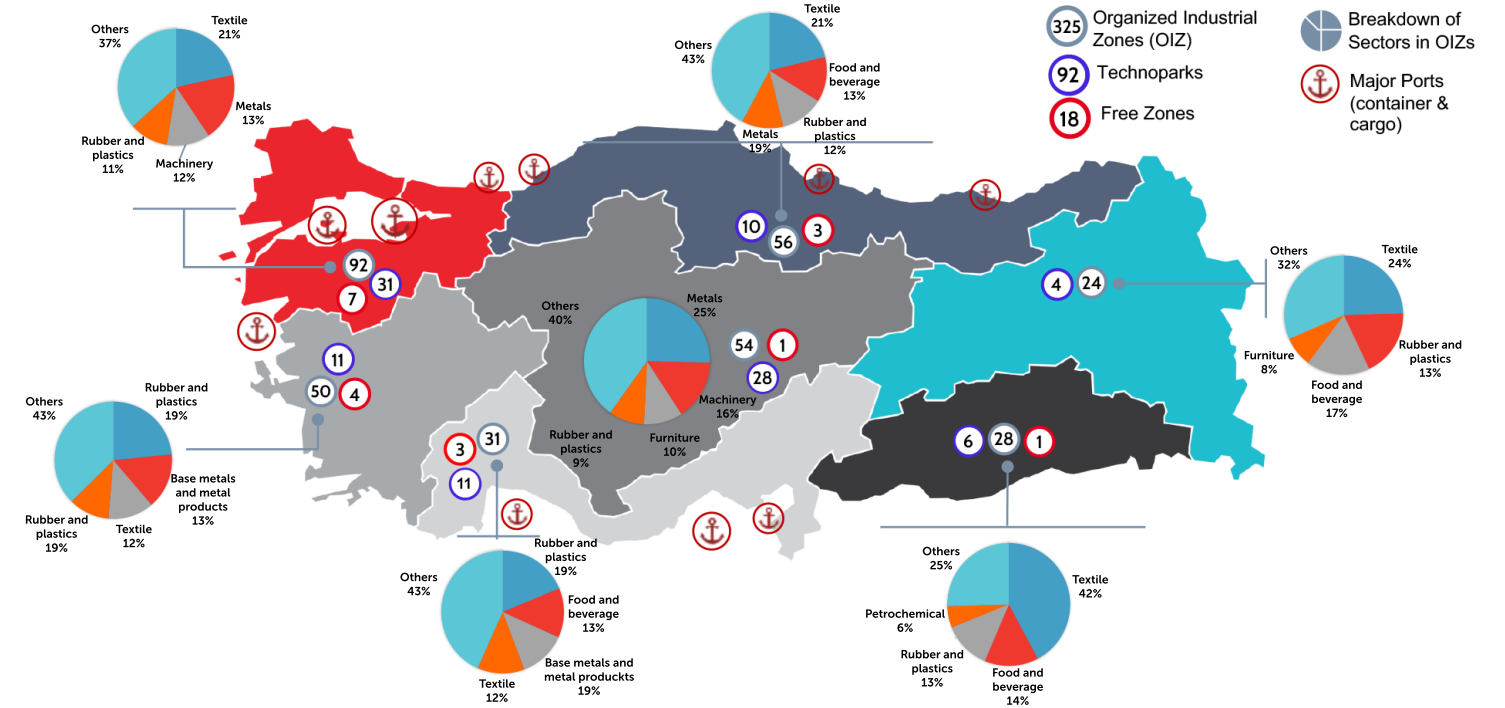 Textile
21%
Others
37%
Metals
13%
Rubber and
plastics
11%
Machinery
12%
Textile
21%
Others
43%
Food and
beverage
13%
Rubber and
plastics
12%
Metals
19%
325
Organized Industrial
Zones (OIZ)
92
Technoparks
18
Free Zones
Breakdown of
Sectors in OIZs
Major Ports
(container &
cargo)
92
31
7
10
56
3
4
24
Others
32%
Textile
24%
Rubber and
plastics
13%
Food and
beverage
17%
Furniture
8%
Others
40%
Metals
25%
Machinery
16%
Furniture
10%
Rubber and
plastics
9%
54
1
28
11
50
4
Others
43%
Rubber and
plastics
19%
Base metals
and metal
products
13%
Textile
12%
Rubber and
plastics
19%
3
31
11
Others
43%
Rubber and
plastics
19%
Food and
beverage
13%
Base metals and
metal produckts
19%
Textile
12%
6
28
1
Others
25%
Textile
42%
Petrochemical
6%
Rubber and
plastics
13%
Food and
beverage
14%